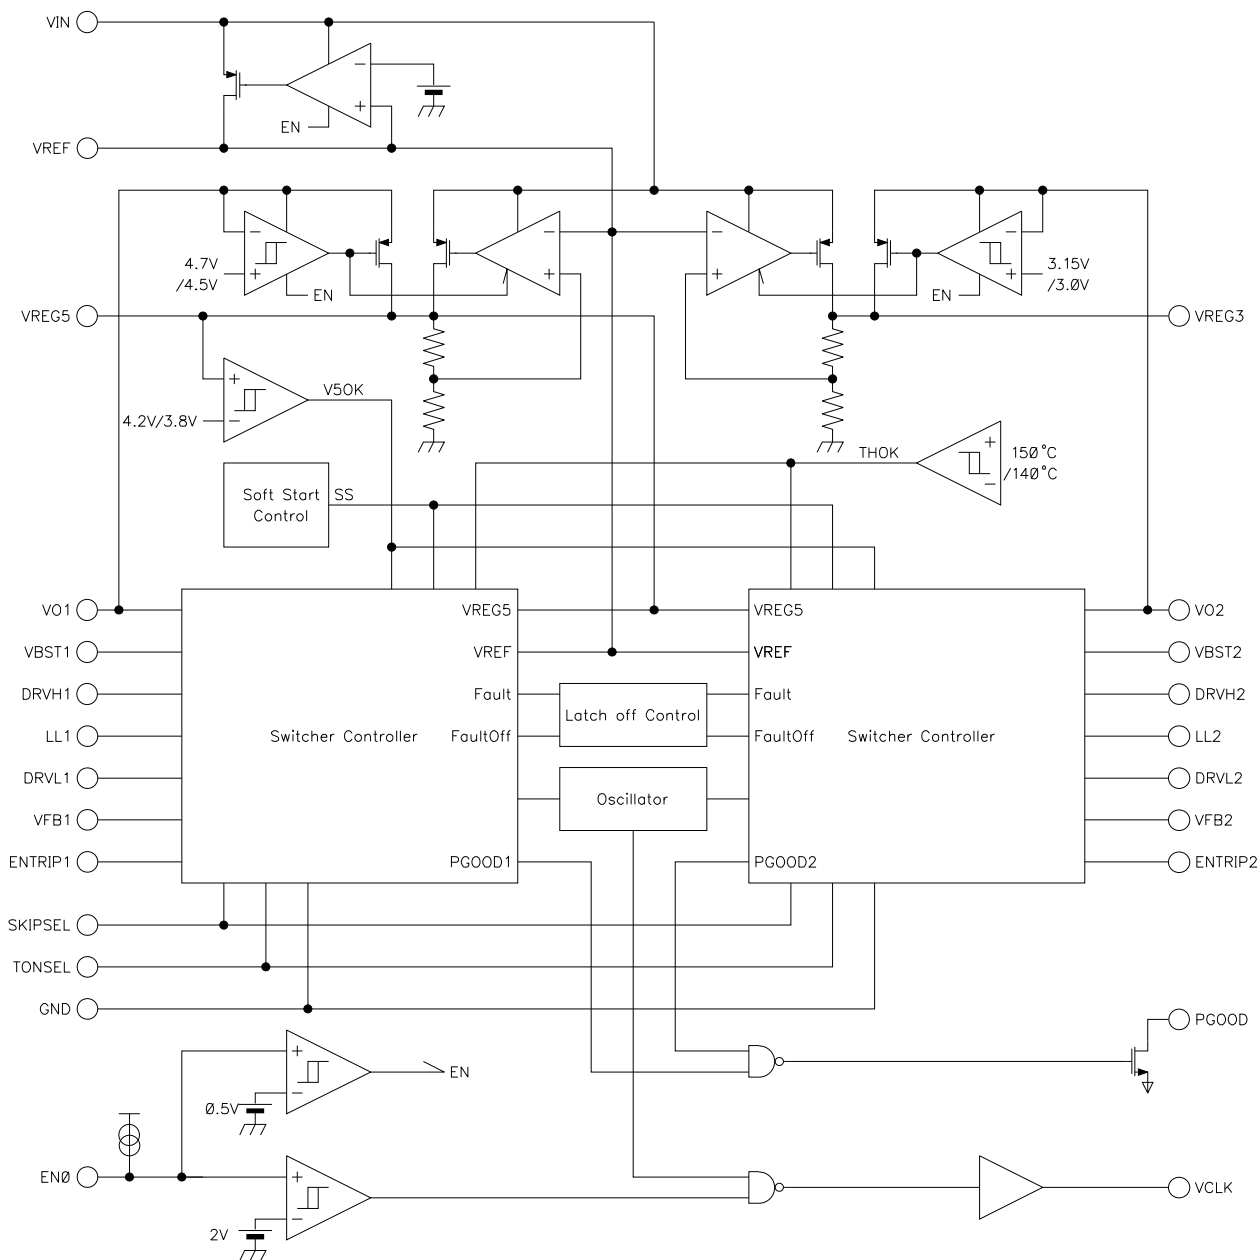 VIN
EN
VREF
4.7V
/4.5V
EN
EN
3.15V
/3.0V
VREG5
VREG3
V5OK
4.2V/3.8V
THOK
150°C
/140°C
Soft Start
Control
SS
VO1
VREG5
VREG5
VO2
VBST1
VREF
VREF
VBST2
DRVH1
Fault
Latch off Control
Fault
DRVH2
LL1
Switcher Controller
FaultOff
FaultOff
Switcher Controller
LL2
DRVL1
Oscillator
DRVL2
VFB1
VFB2
ENTRIP1
PGOOD1
PGOOD2
ENTRIP2
SKIPSEL
TONSEL
GND
PGOOD
EN
0.5V
EN0
VCLK
2V